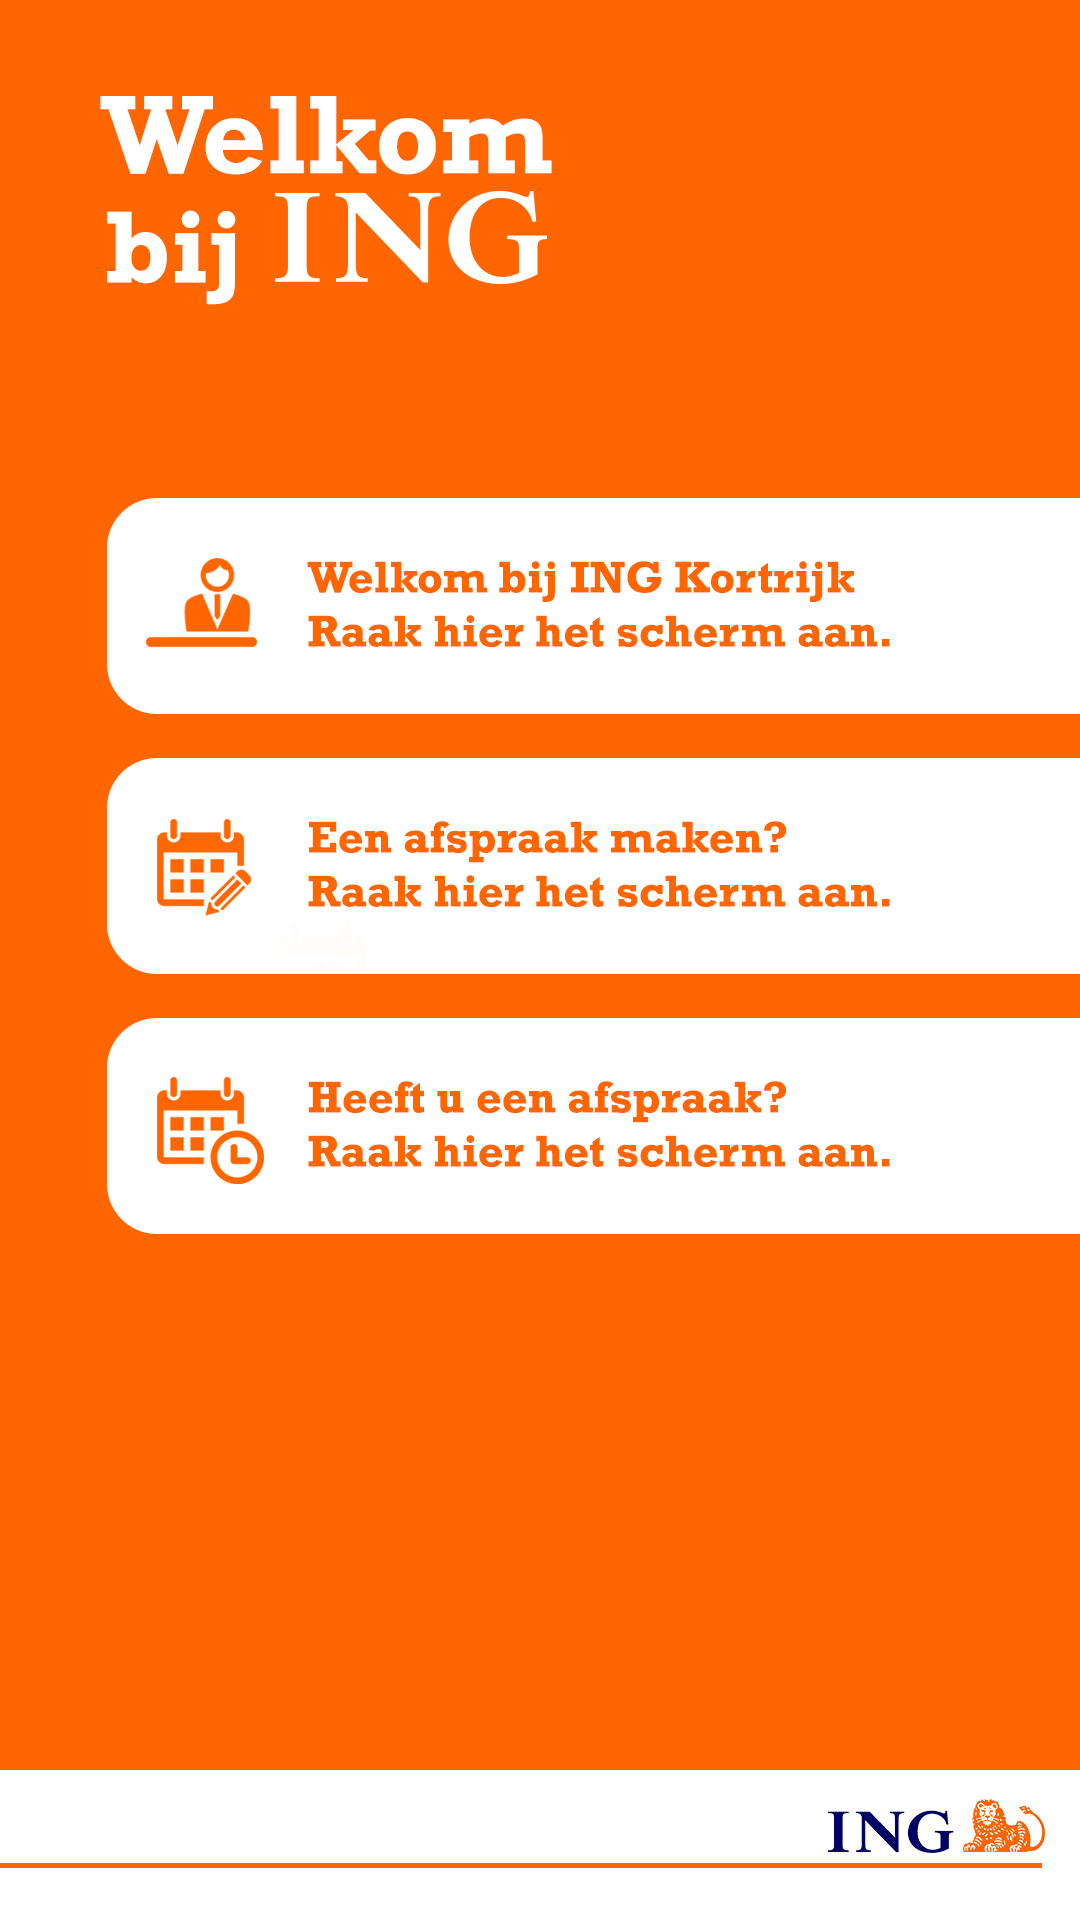 Welkom
bij ING
Welkom bij ING Kortrijk
Raak hier het scherm aan.
Een afspraak maken?
Raak hier het scherm aan.
Heeft u een afspraak?
Raak hier het scherm aan.
ING